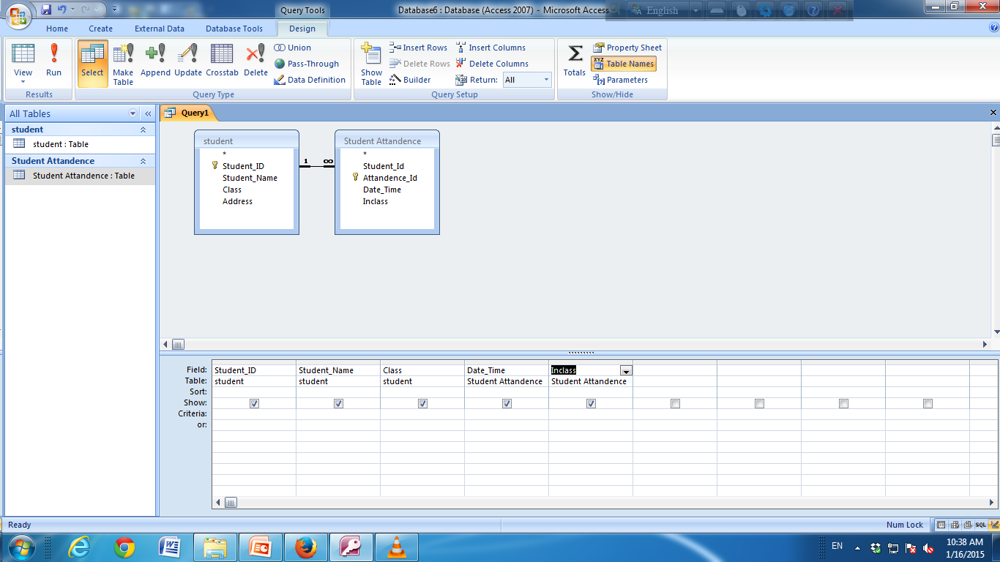 Query Tools
Database6 : Database (Access 2007) - Microsoft Access
English
Home Create External Data Database Tools Design
View
Run
Results
Select
Make Table
Append
Update
Crosstab
Delete
Union
Pass-Through
Data Definition
Query Type
Show Table
Insert Rows
Delete Rows
Builder
Insert Columns
Delete Columns
Return: All
Query Setup
Totals
Property Sheet
XYZ Table Names
Parameters
Show/Hide
All Tables
student
student : Table
Student Attandence
Student Attandence : Table
Query1
student
*
Student_ID
Student_Name
Class
Address
1 ∞
Student Attandence
*
Student_Id
Attandence_Id
Date_Time
Inclass
Field: Student_ID Student_Name Class Date_Time Inclass
Table: student student student Student Attandence Student Attandence
Sort:
Show:
Criteria:
or:
Ready
Num Lock
SQL
EN
10:38 AM
1/16/2015